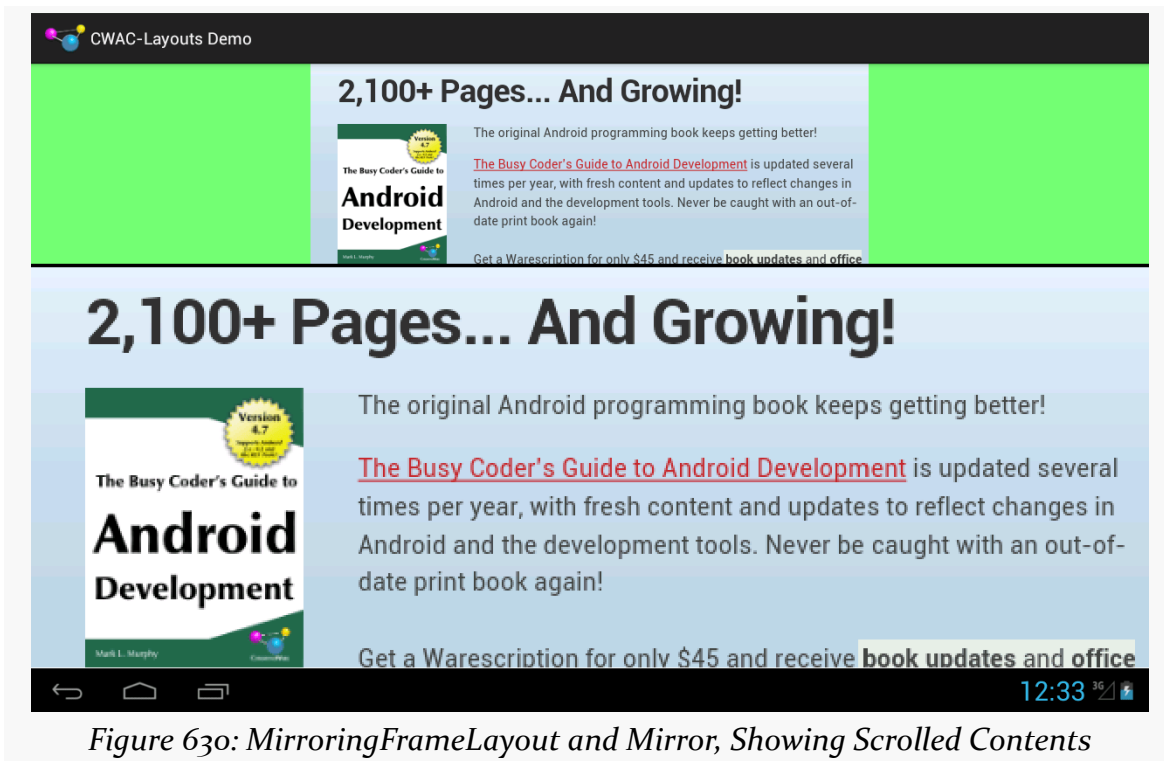 CWAC-Layouts Demo
2,100+ Pages... And Growing!
Version
4.7
The Busy Coder's Guide to
Android
Development
Mark L. Murphy
The original Android programming book keeps getting better!
The Busy Coder's Guide to Android Development is updated several
times per year, with fresh content and updates to reflect changes in
Android and the development tools. Never be caught with an out-of-
date print book again!
Get a Warescription for only $45 and receive book updates and office
2,100+ Pages... And Growing!
Version
4.7
The Busy Coder's Guide to
Android
Development
Mark L. Murphy
CommonsWare
The original Android programming book keeps getting better!
The Busy Coder's Guide to Android Development is updated several
times per year, with fresh content and updates to reflect changes in
Android and the development tools. Never be caught with an out-of-
date print book again!
Get a Warescription for only $45 and receive book updates and office
12:33 3G
Figure 630: MirroringFrameLayout and Mirror, Showing Scrolled Contents